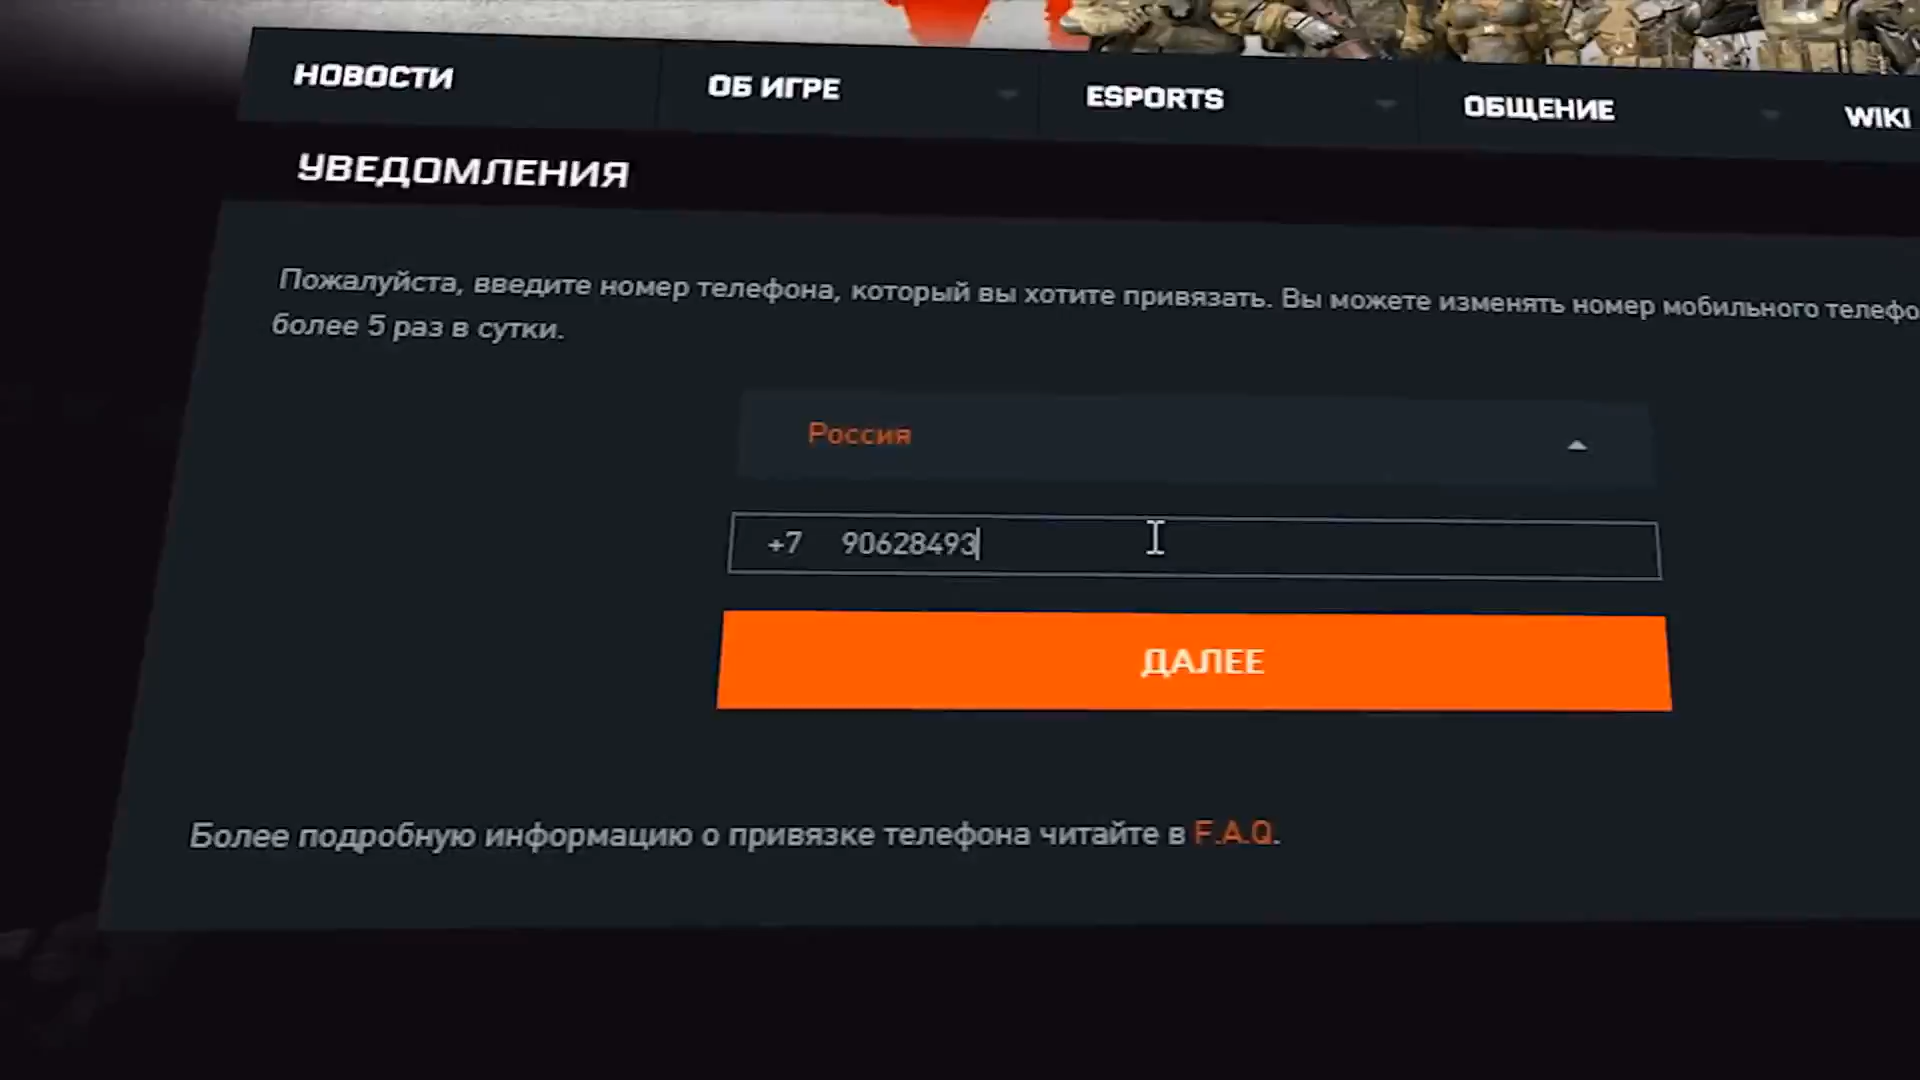 НОВОСТИ
ОБ ИГРЕ
ESPORTS
ОБЩЕНИЕ
WIKI
УВЕДОМЛЕНИЯ
Пожалуйста, введите номер телефона, который вы хотите привязать. Вы можете изменять номер мобильного телефо
более 5 раз в сутки.
Россия
+7 90628493
ДАЛЕЕ
Более подробную информацию о привязке телефона читайте в F.A.Q.